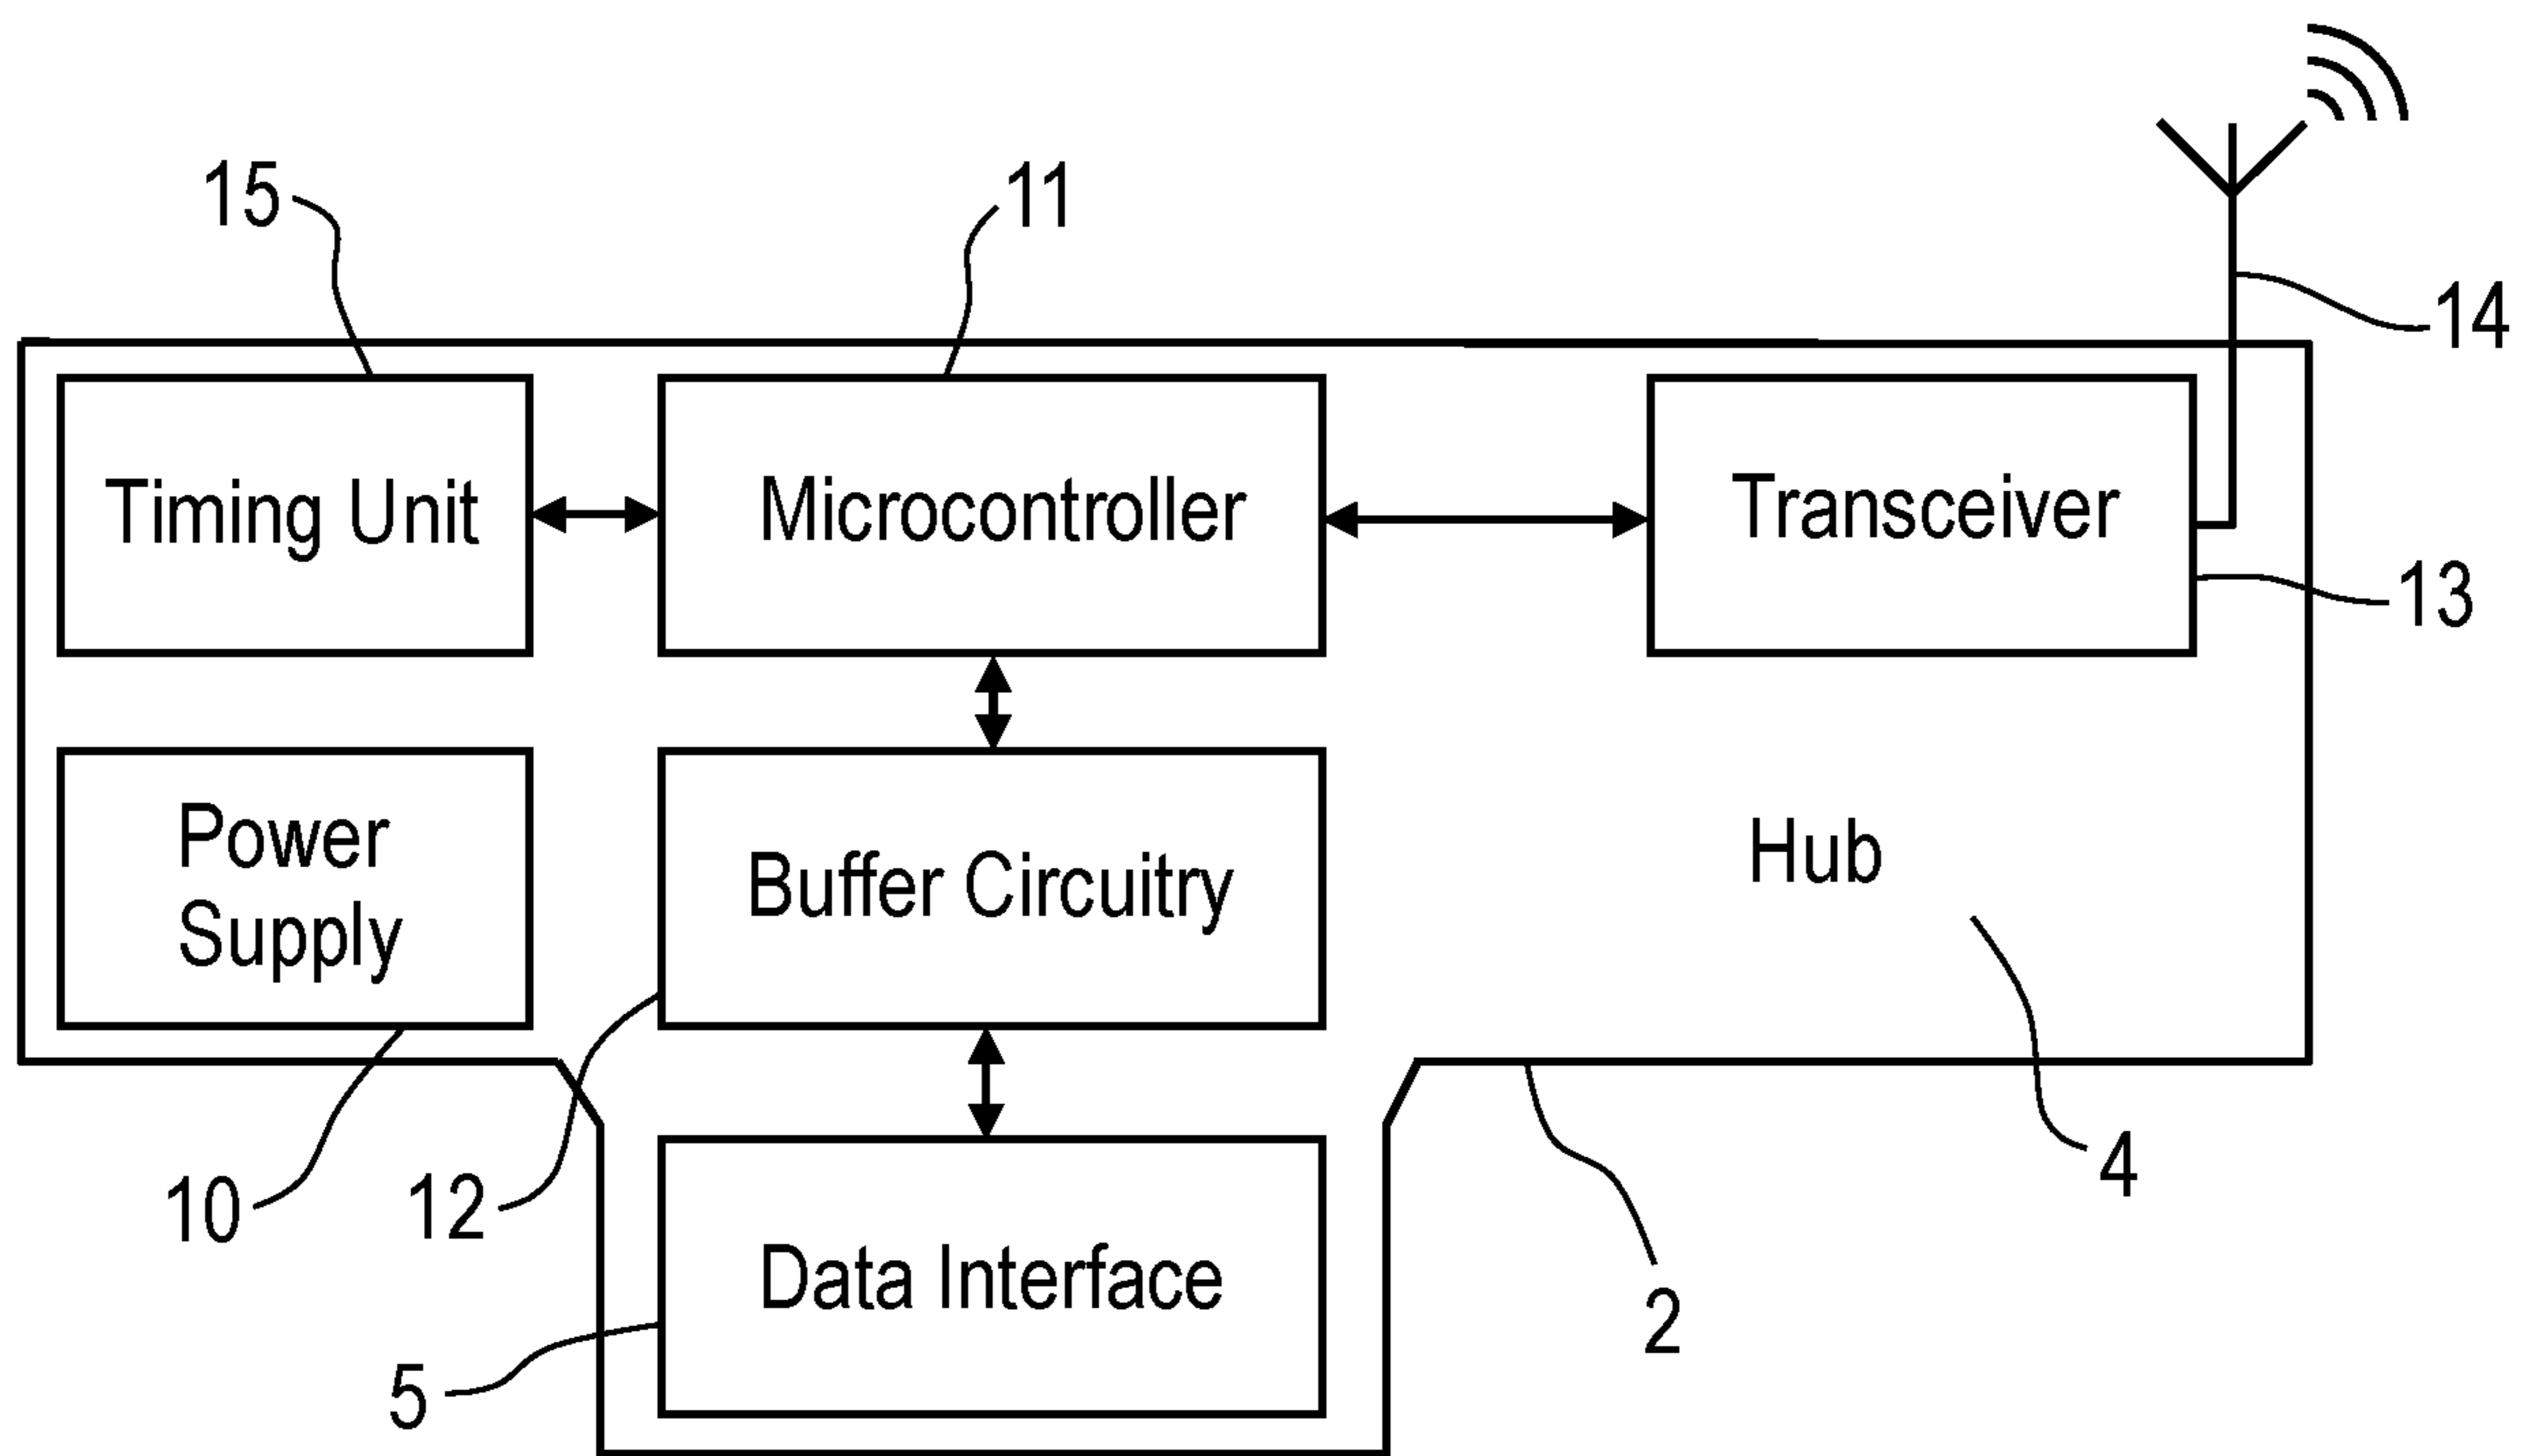 15
11
14
Timing Unit
Microcontroller
Transceiver
13
Power
Supply
Buffer Circuitry
Hub
10
12
4
Data Interface
2
5